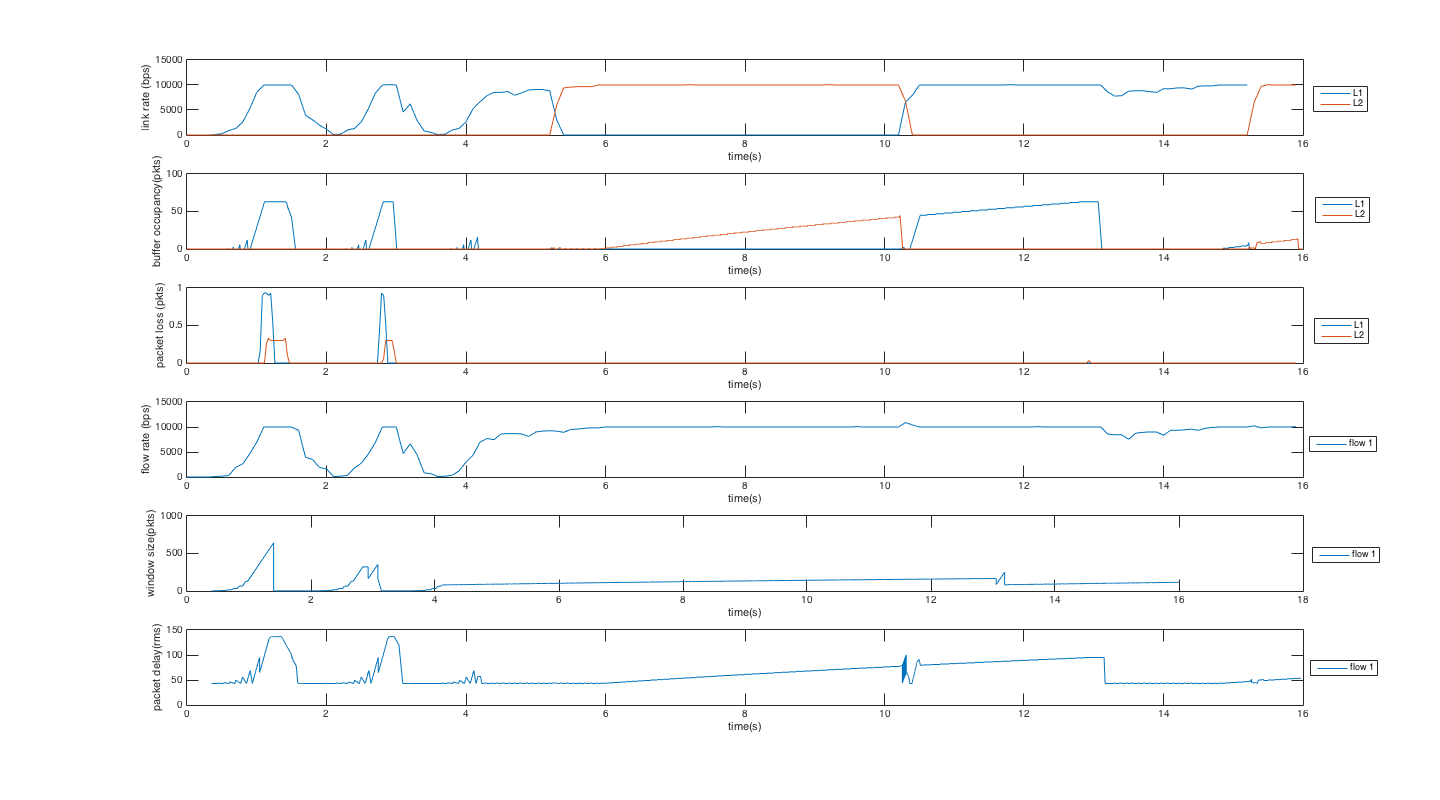 link rate (bps)
15000
10000
5000
0
0 2 4 6 8 10 12 14 16
time(s)
L1
L2
buffer occupancy(pkts)
100
50
0
0 2 4 6 8 10 12 14 16
time(s)
L1
L2
packet loss (pkts)
1
0.5
0
0 2 4 6 8 10 12 14 16
time(s)
L1
L2
flow rate (bps)
15000
10000
5000
0
0 2 4 6 8 10 12 14 16
time(s)
flow 1
window size(pkts)
1000
500
0
0 2 4 6 8 10 12 14 16 18
time(s)
flow 1
packet delay(rms)
150
100
50
0
0 2 4 6 8 10 12 14 16
time(s)
flow 1